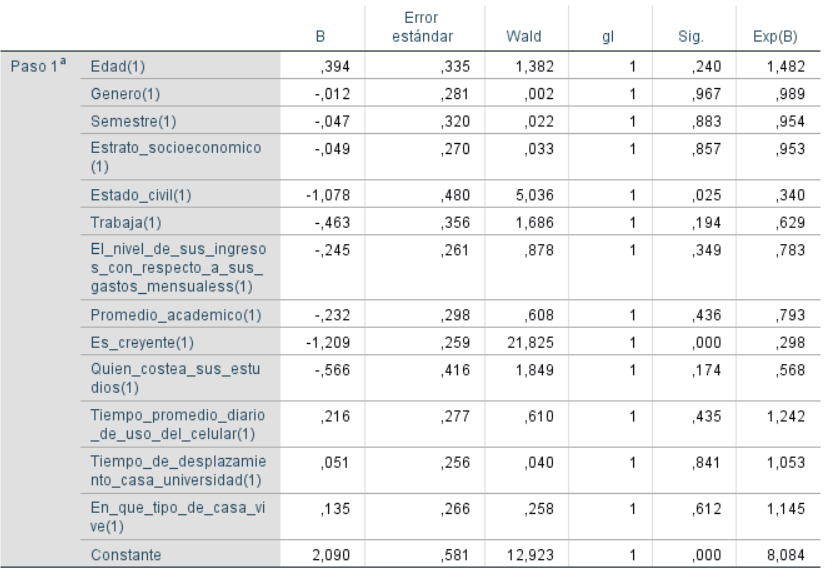 B Error estándar Wald gl Sig. Exp(B)
Paso 1a Edad(1) ,394 ,335 1,382 1 ,240 1,482
Genero(1) -,012 ,281 ,002 1 ,967 ,989
Semestre(1) -,047 ,320 ,022 1 ,883 ,954
Estrato_socioeconomico
(1) -,049 ,270 ,033 1 ,857 ,953
Estado_civil(1) -1,078 ,480 5,036 1 ,025 ,340
Trabaja(1) -,463 ,356 1,686 1 ,194 ,629
El_nivel_de_sus_ingreso
s_con_respecto_a_sus_
gastos_mensualess(1) -,245 ,261 ,878 1 ,349 ,783
Promedio_academico(1) -,232 ,298 ,608 1 ,436 ,793
Es_creyente(1) -1,209 ,259 21,825 1 ,000 ,298
Quien_costea_sus_estu
dios(1) -,566 ,416 1,849 1 ,174 ,568
Tiempo_promedio_diario
_de_uso_del_celular(1) ,216 ,277 ,610 1 ,435 1,242
Tiempo_de_desplazamie
nto_casa_universidad(1) ,051 ,256 ,040 1 ,841 1,053
En_que_tipo_de_casa_vi
ve(1) ,135 ,266 ,258 1 ,612 1,145
Constante 2,090 ,581 12,923 1 ,000 8,084